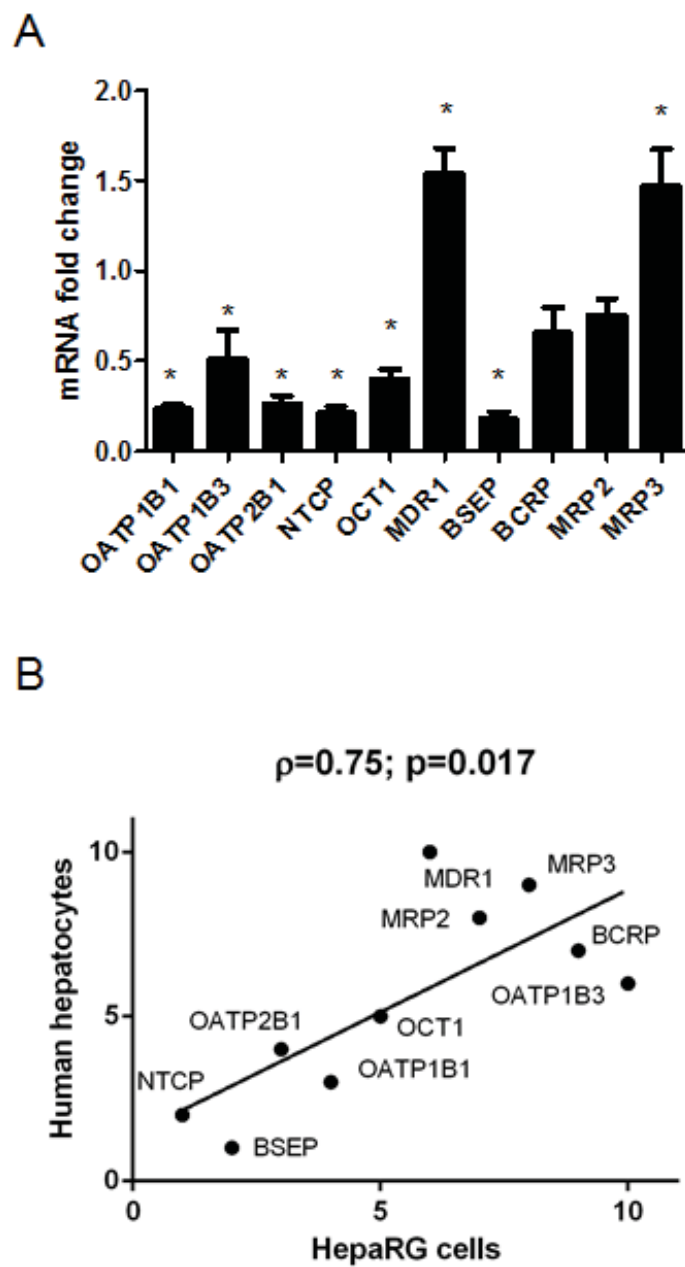 A
mRNA fold change
2.0
1.5
1.0
0.5
0.0
*
*
*
*
*
*
*
*
OATP1B1
OATP1B3
OATP2B1
NTCP
OCT1
MDR1
BSEP
BCRP
MRP2
MRP3
B
ρ=0.75; p=0.017
Human hepatocytes
10
5
0
MDR1
MRP3
MRP2
BCRP
OATP1B3
OATP2B1
OCT1
NTCP
OATP1B1
BSEP
0
5
10
HepaRG cells